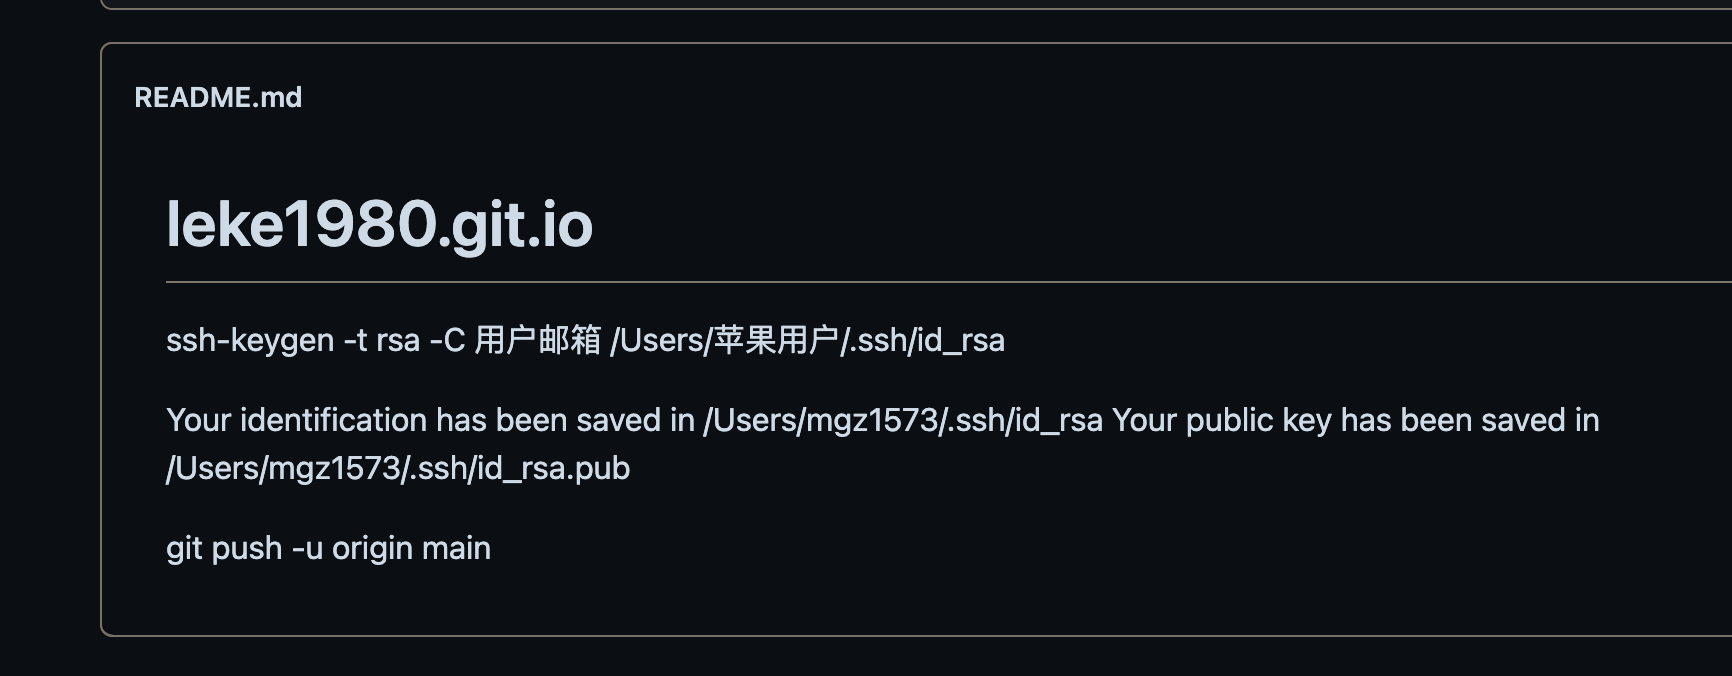 README.md
leke1980.git.io
ssh-keygen -t rsa -C 用户邮箱 /Users/苹果用户/.ssh/id_rsa
Your identification has been saved in /Users/mgz1573/.ssh/id_rsa Your public key has been saved in
/Users/mgz1573/.ssh/id_rsa.pub
git push -u origin main